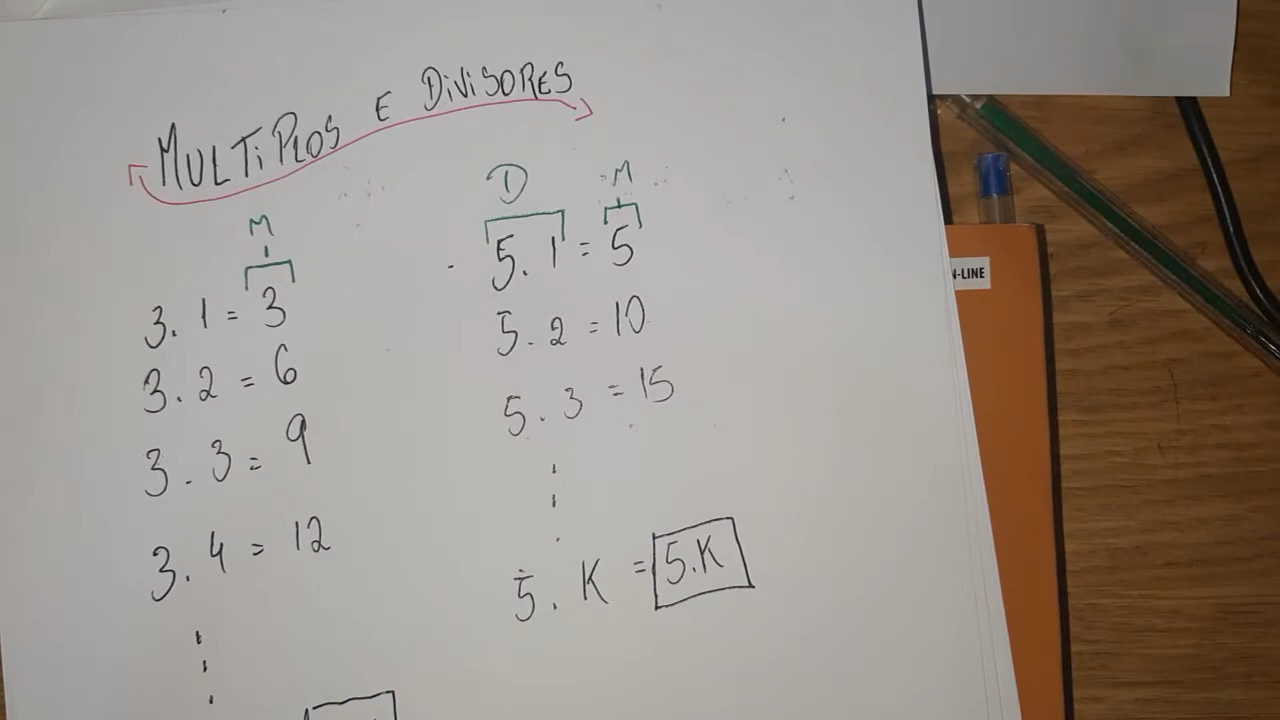 MULTIPLOS E DIVISORES
M
3. 1 = 3
3. 2 = 6
3. 3 = 9
3. 4 = 12
D M
5. 1 = 5
5. 2 = 10
5. 3 = 15
5. K = 5.K
N-LINE